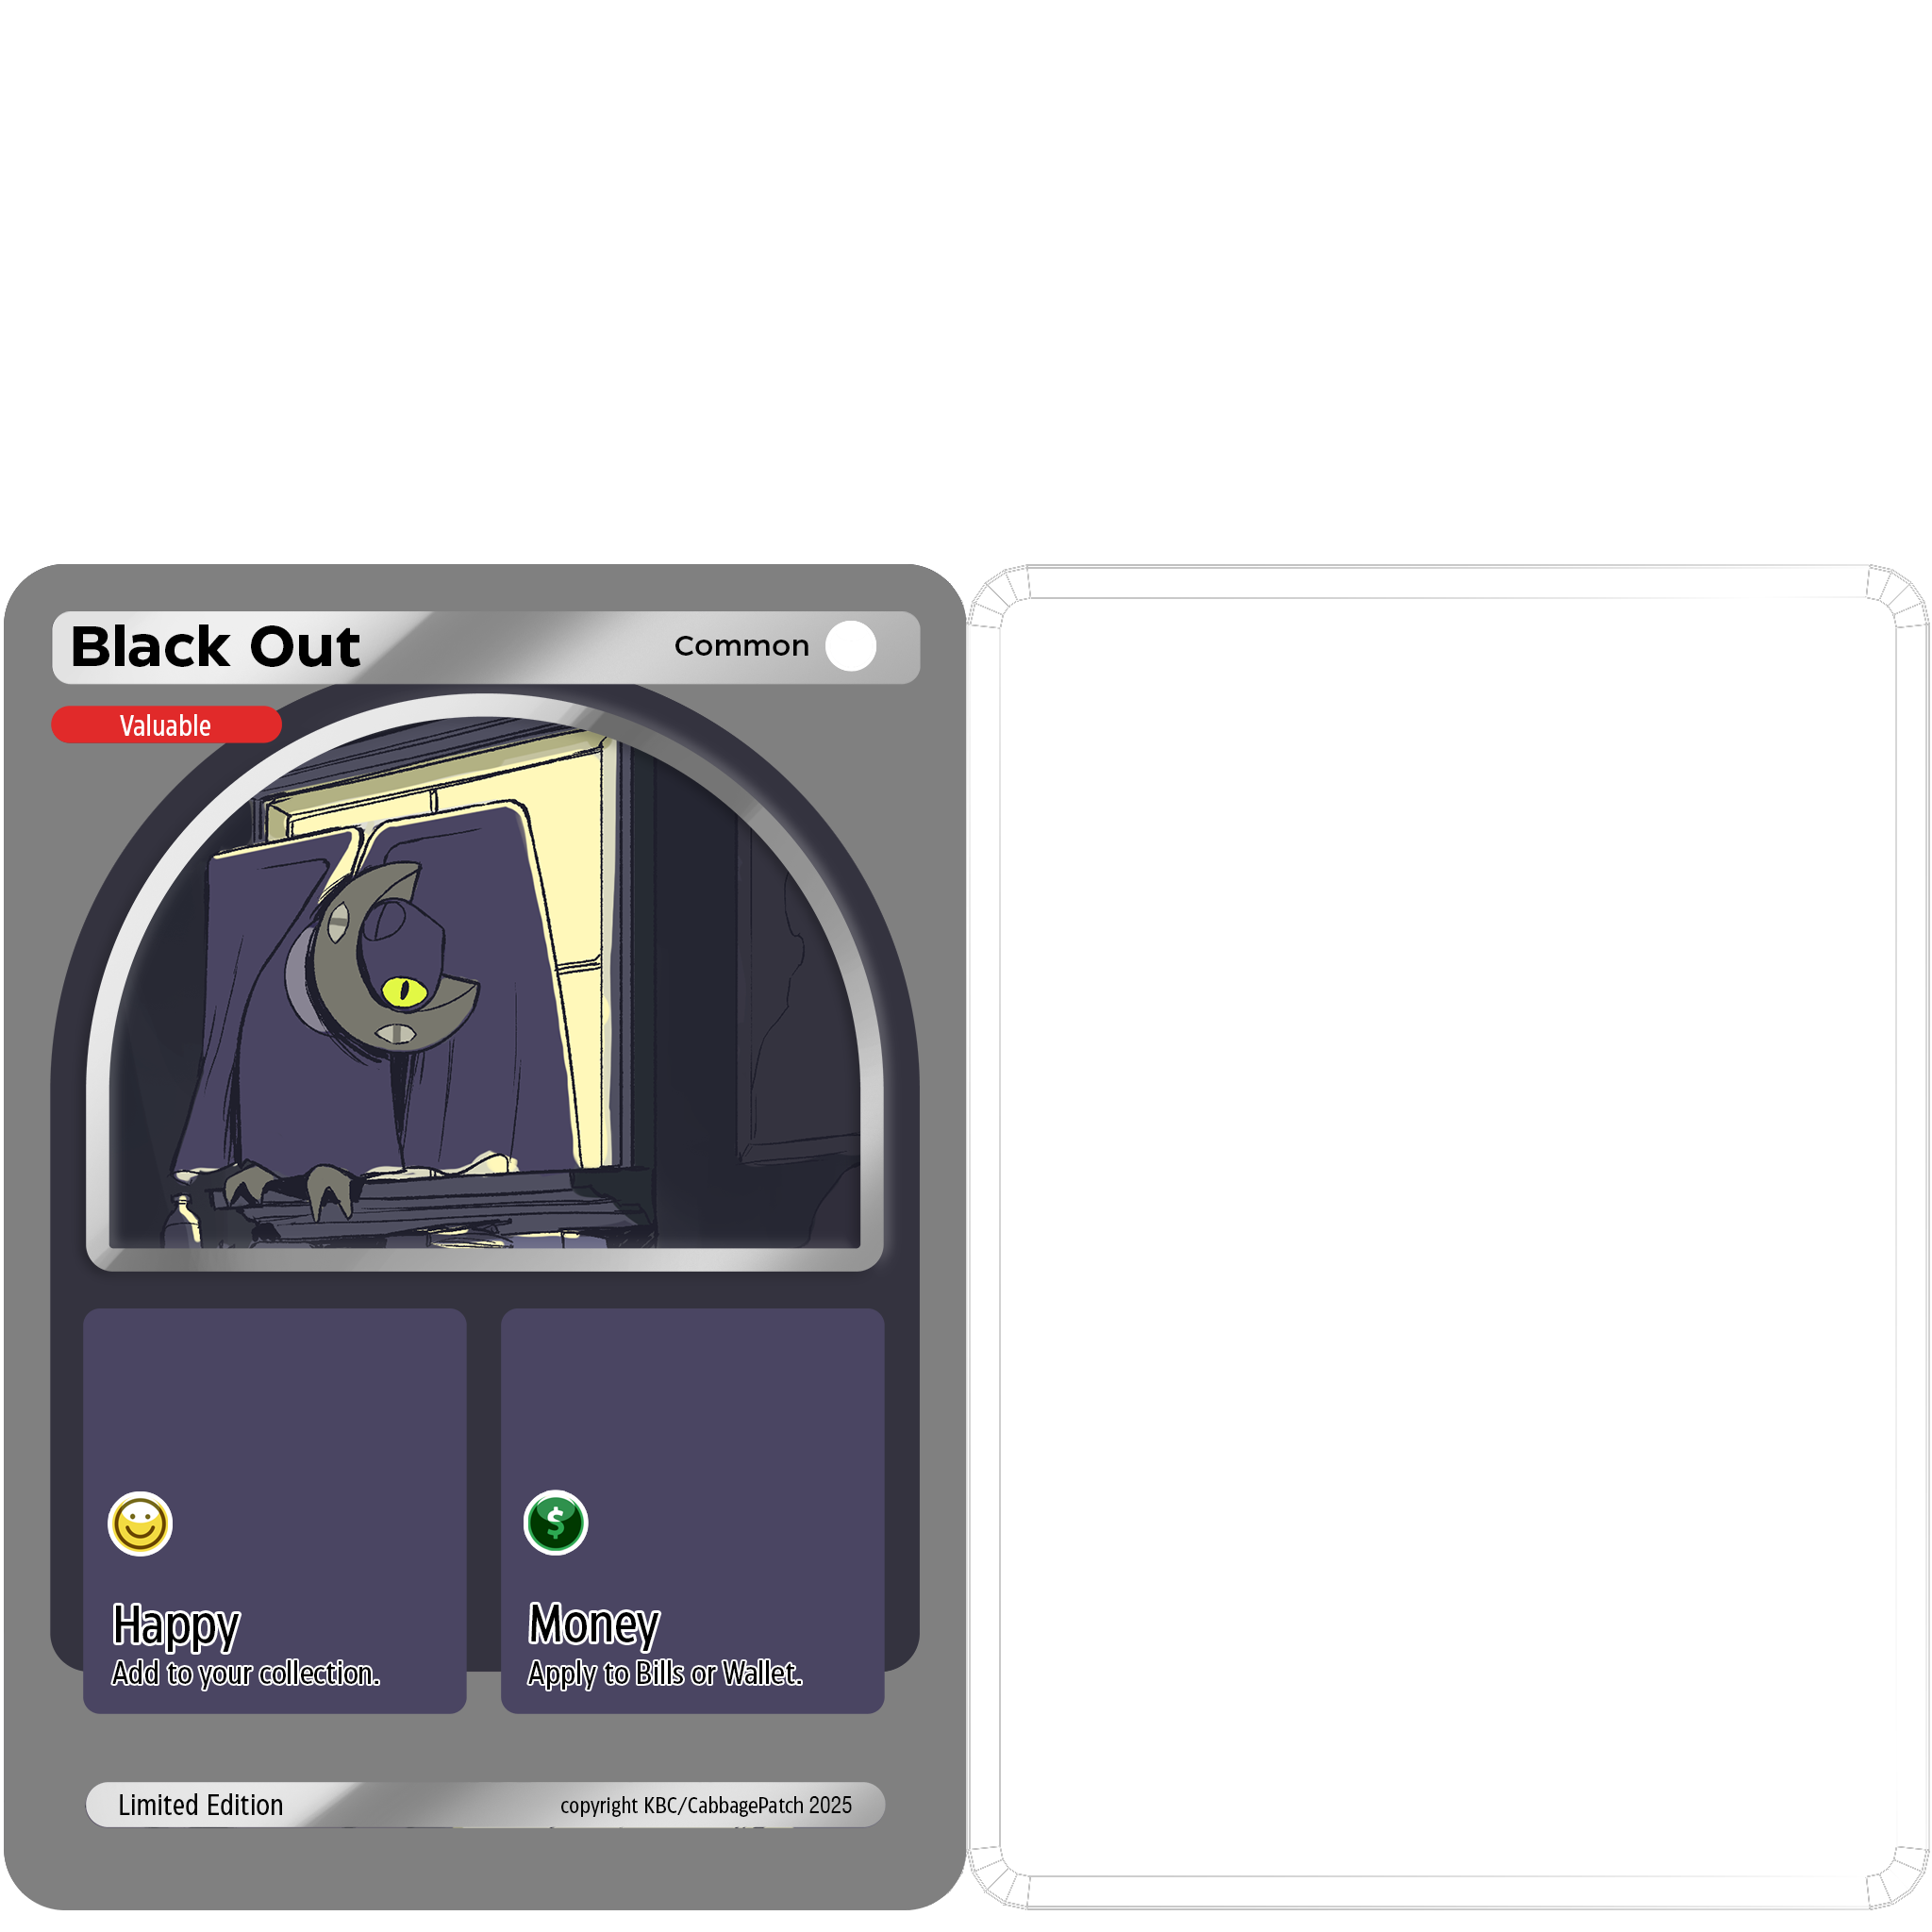 Black Out
Common
Valuable
Happy
Add to your collection.
Money
Apply to Bills or Wallet.
Limited Edition
copyright KBC/CabbagePatch 2025